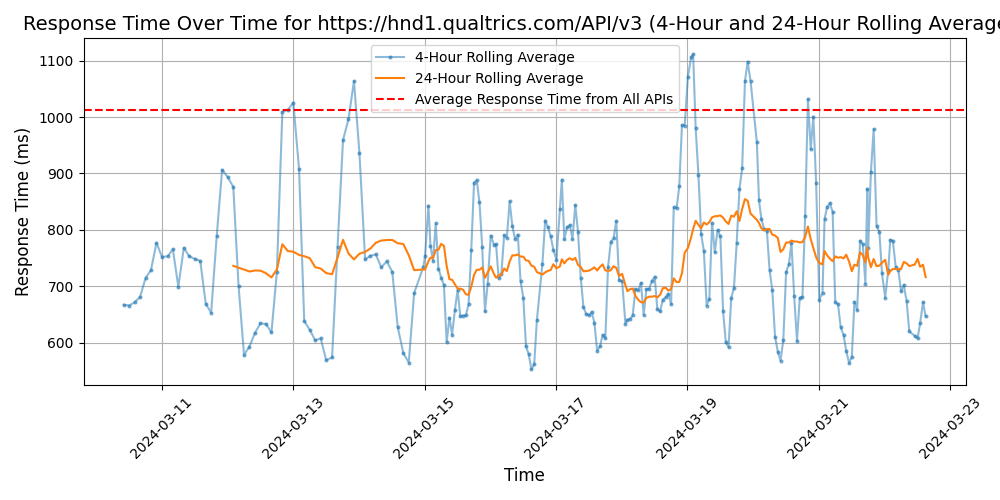 Response Time Over Time for https://hnd1.qualtrics.com/API/v3 (4-Hour and 24-Hour Rolling Average
4-Hour Rolling Average
24-Hour Rolling Average
Average Response Time from All APIs
Response Time (ms)
1100
1000
900
800
700
600
2024-03-11
2024-03-13
2024-03-15
2024-03-17
2024-03-19
2024-03-21
2024-03-23
Time